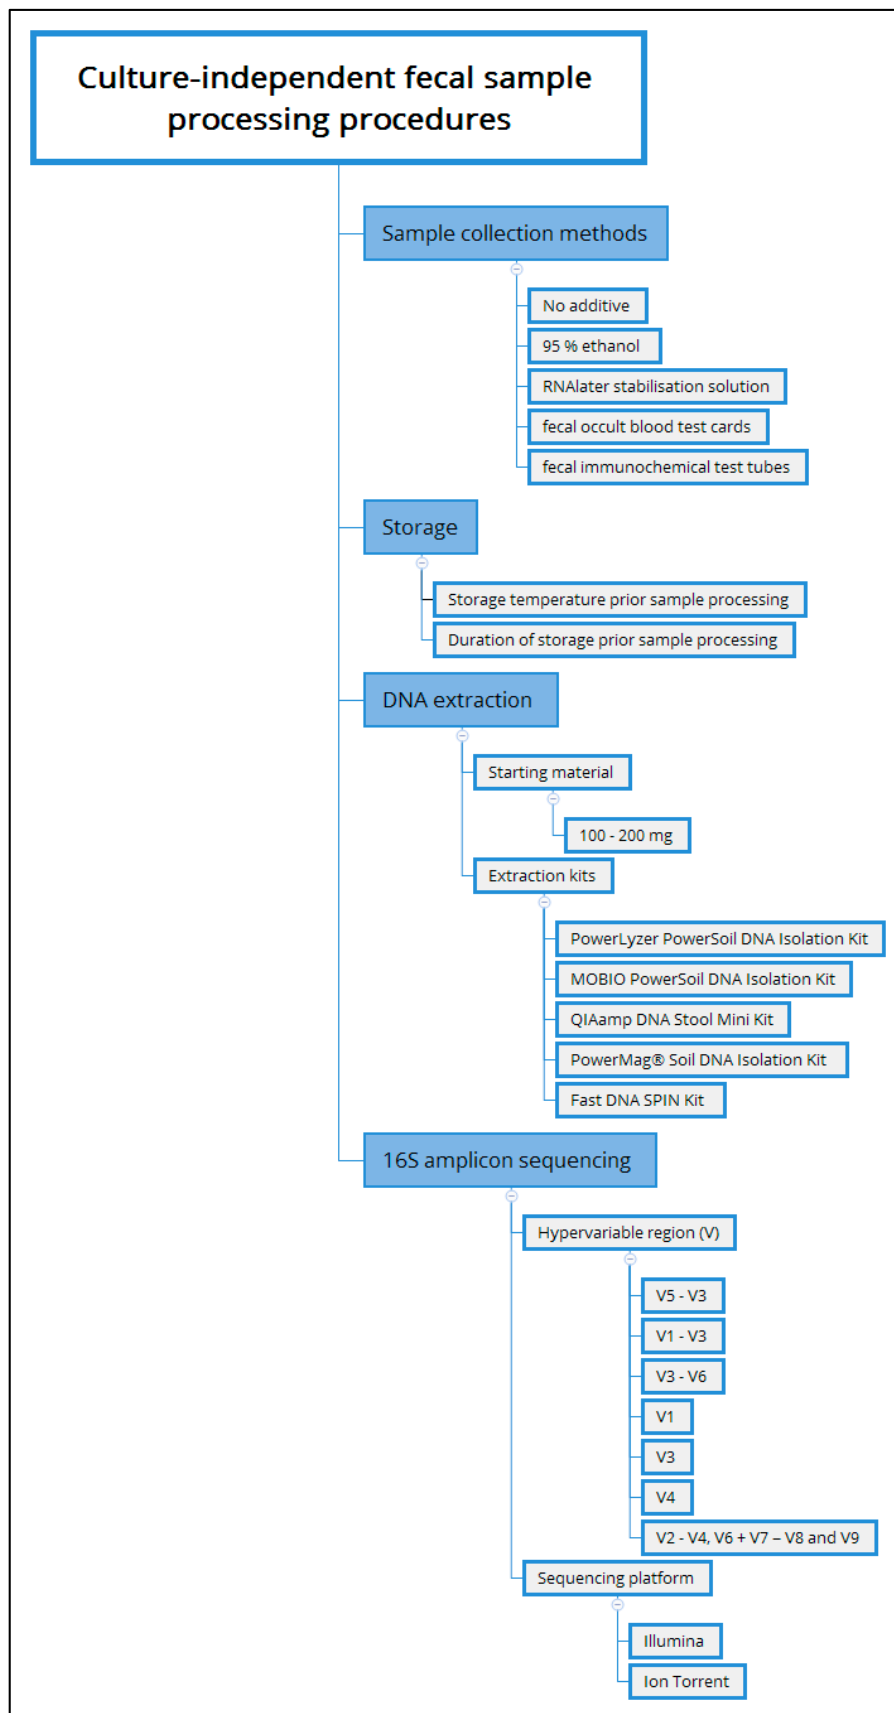 Culture-independent fecal sample
processing procedures
Sample collection methods
No additive
95 % ethanol
RNAlater stabilisation solution
fecal occult blood test cards
fecal immunochemical test tubes
Storage
Storage temperature prior sample processing
Duration of storage prior sample processing
DNA extraction
Starting material
100 - 200 mg
Extraction kits
PowerLyzer PowerSoil DNA Isolation Kit
MOBIO PowerSoil DNA Isolation Kit
QIAamp DNA Stool Mini Kit
PowerMag® Soil DNA Isolation Kit
Fast DNA SPIN Kit
16S amplicon sequencing
Hypervariable region (V)
V5 - V3
V1 - V3
V3 - V6
V1
V3
V4
V2 - V4, V6 + V7 – V8 and V9
Sequencing platform
Illumina
Ion Torrent